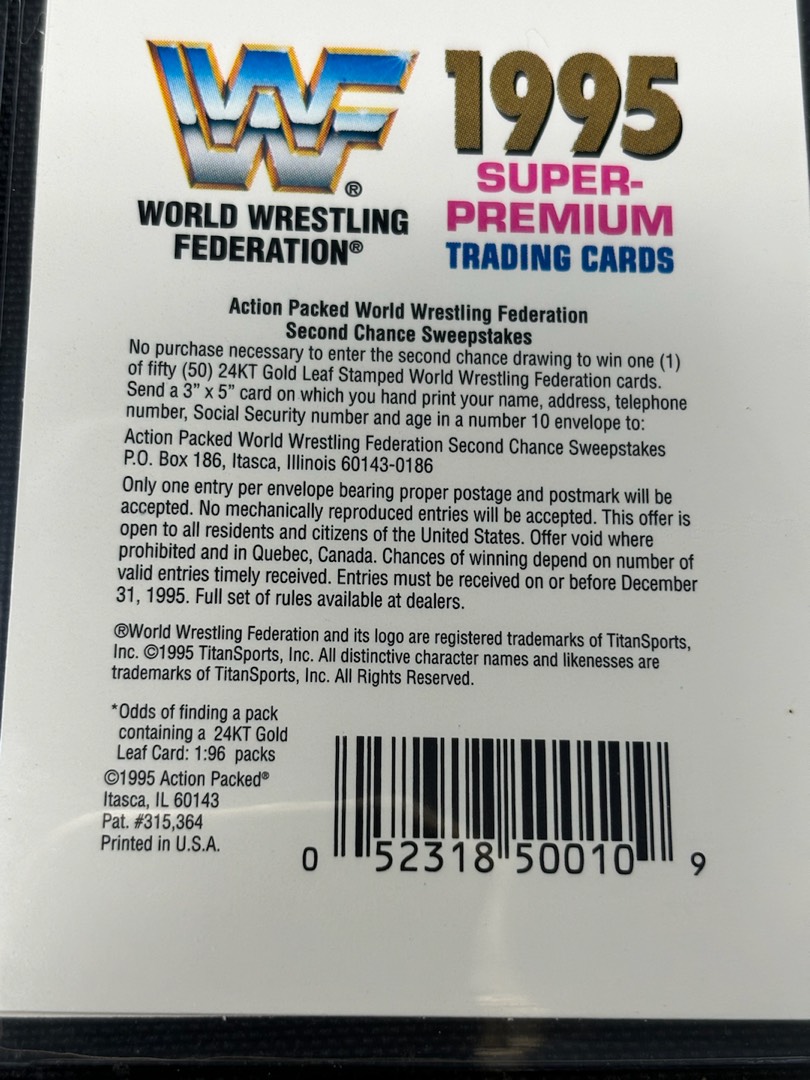 WF
®
WORLD WRESTLING
FEDERATION®
1995
SUPER-
PREMIUM
TRADING CARDS
Action Packed World Wrestling Federation
Second Chance Sweepstakes
No purchase necessary to enter the second chance drawing to win one (1)
of fifty (50) 24KT Gold Leaf Stamped World Wrestling Federation cards.
Send a 3” x 5” card on which you hand print your name, address, telephone
number, Social Security number and age in a number 10 envelope to:
Action Packed World Wrestling Federation Second Chance Sweepstakes
P.O. Box 186, Itasca, Illinois 60143-0186
Only one entry per envelope bearing proper postage and postmark will be
accepted. No mechanically reproduced entries will be accepted. This offer is
open to all residents and citizens of the United States. Offer void where
prohibited and in Quebec, Canada. Chances of winning depend on number of
valid entries timely received. Entries must be received on or before December
31, 1995. Full set of rules available at dealers.
®World Wrestling Federation and its logo are registered trademarks of TitanSports,
Inc. ©1995 TitanSports, Inc. All distinctive character names and likenesses are
trademarks of TitanSports, Inc. All Rights Reserved.
*Odds of finding a pack
containing a 24KT Gold
Leaf Card: 1:96 packs
©1995 Action Packed®
Itasca, IL 60143
Pat. #315,364
Printed in U.S.A.
0 52318 50010 9